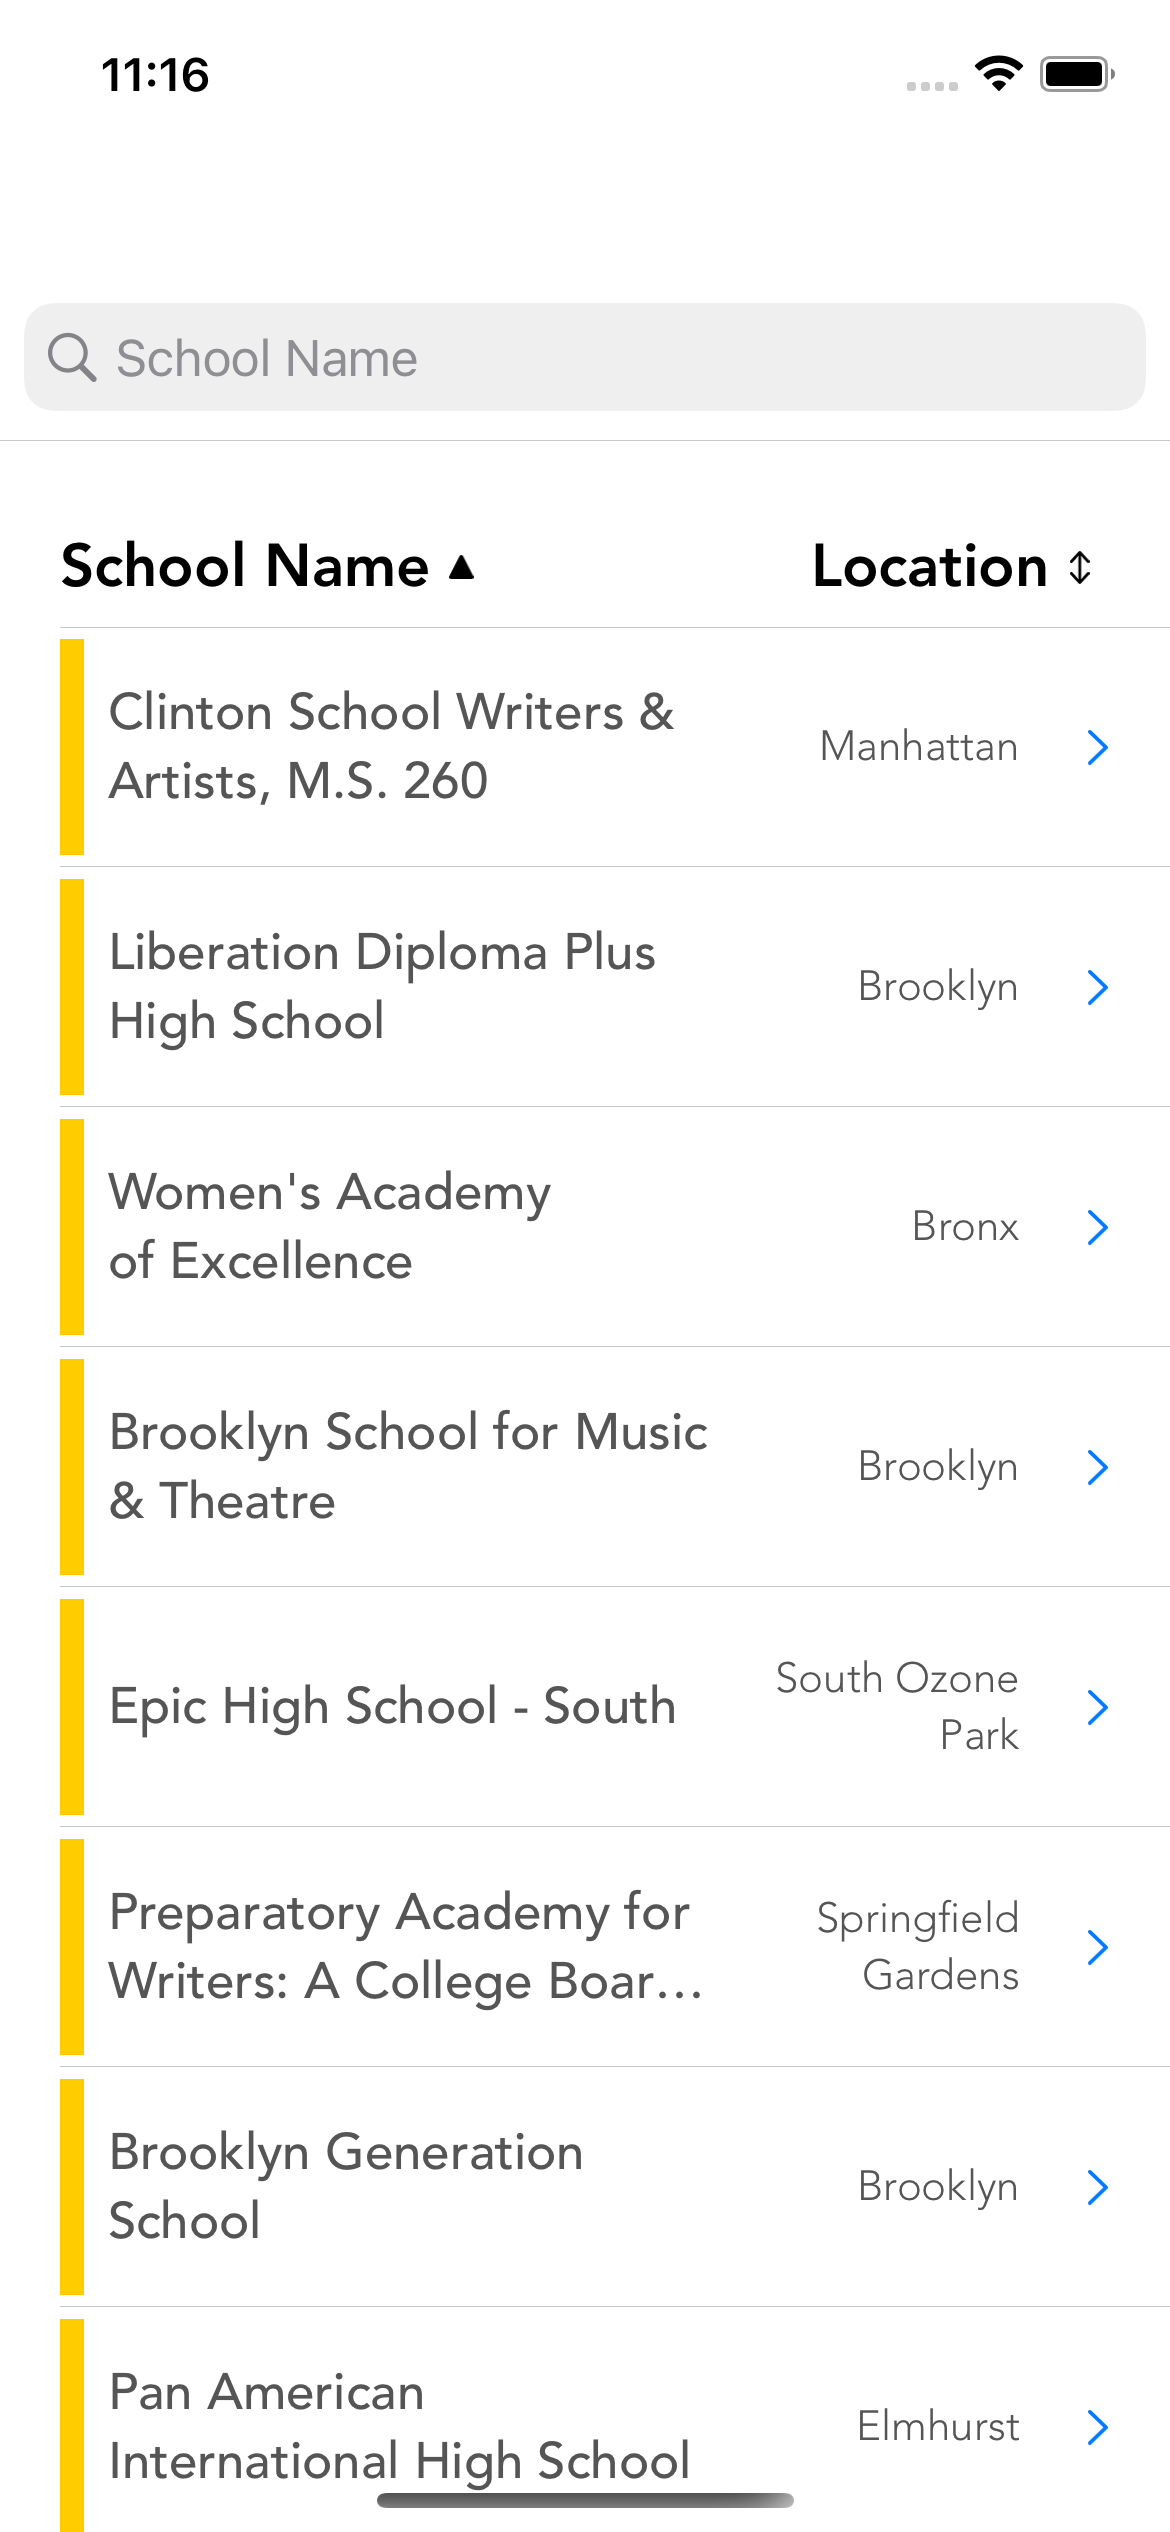 11:16
School Name
School Name ▲ Location ↕
Clinton School Writers &
Artists, M.S. 260
Manhattan
Liberation Diploma Plus
High School
Brooklyn
Women's Academy
of Excellence
Bronx
Brooklyn School for Music
& Theatre
Brooklyn
Epic High School - South
South Ozone
Park
Preparatory Academy for
Writers: A College Boar...
Springfield
Gardens
Brooklyn Generation
School
Brooklyn
Pan American
International High School
Elmhurst